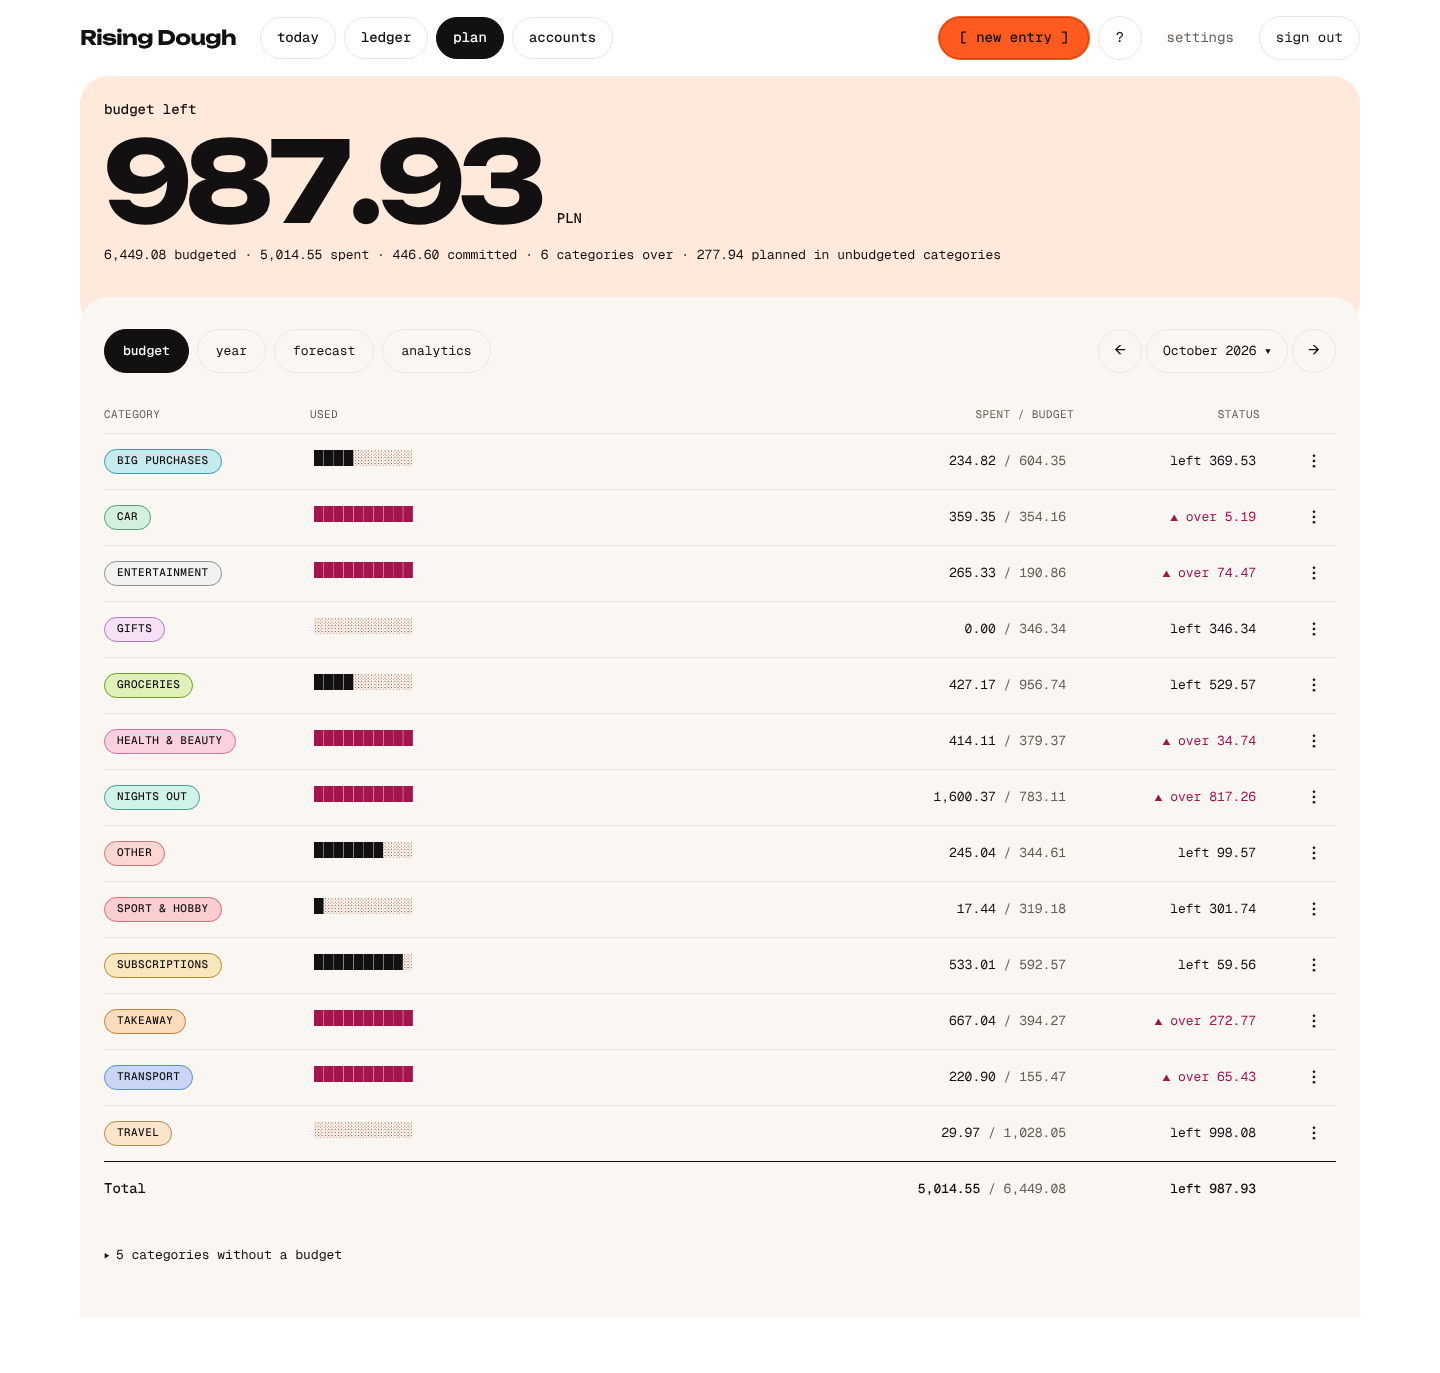 Rising Dough today ledger plan accounts [ new entry ] ? settings sign out
budget left
987.93 PLN
6,449.08 budgeted · 5,014.55 spent · 446.60 committed · 6 categories over · 277.94 planned in unbudgeted categories
budget year forecast analytics ← October 2026 ▾ →
CATEGORY USED SPENT / BUDGET STATUS
BIG PURCHASES 234.82 / 604.35 left 369.53
CAR 359.35 / 354.16 ▲ over 5.19
ENTERTAINMENT 265.33 / 190.86 ▲ over 74.47
GIFTS 0.00 / 346.34 left 346.34
GROCERIES 427.17 / 956.74 left 529.57
HEALTH & BEAUTY 414.11 / 379.37 ▲ over 34.74
NIGHTS OUT 1,600.37 / 783.11 ▲ over 817.26
OTHER 245.04 / 344.61 left 99.57
SPORT & HOBBY 17.44 / 319.18 left 301.74
SUBSCRIPTIONS 533.01 / 592.57 left 59.56
TAKEAWAY 667.04 / 394.27 ▲ over 272.77
TRANSPORT 220.90 / 155.47 ▲ over 65.43
TRAVEL 29.97 / 1,028.05 left 998.08
Total 5,014.55 / 6,449.08 left 987.93
▸ 5 categories without a budget